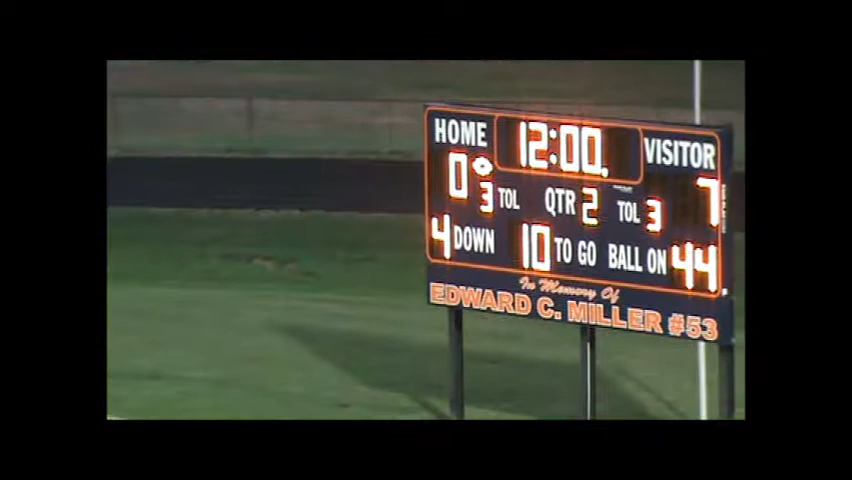 HOME 12:00 VISITOR
0 3 TOL QTR 2 TOL 3 7
4 DOWN 10 TO GO BALL ON 44
In Memory Of
EDWARD C. MILLER #53